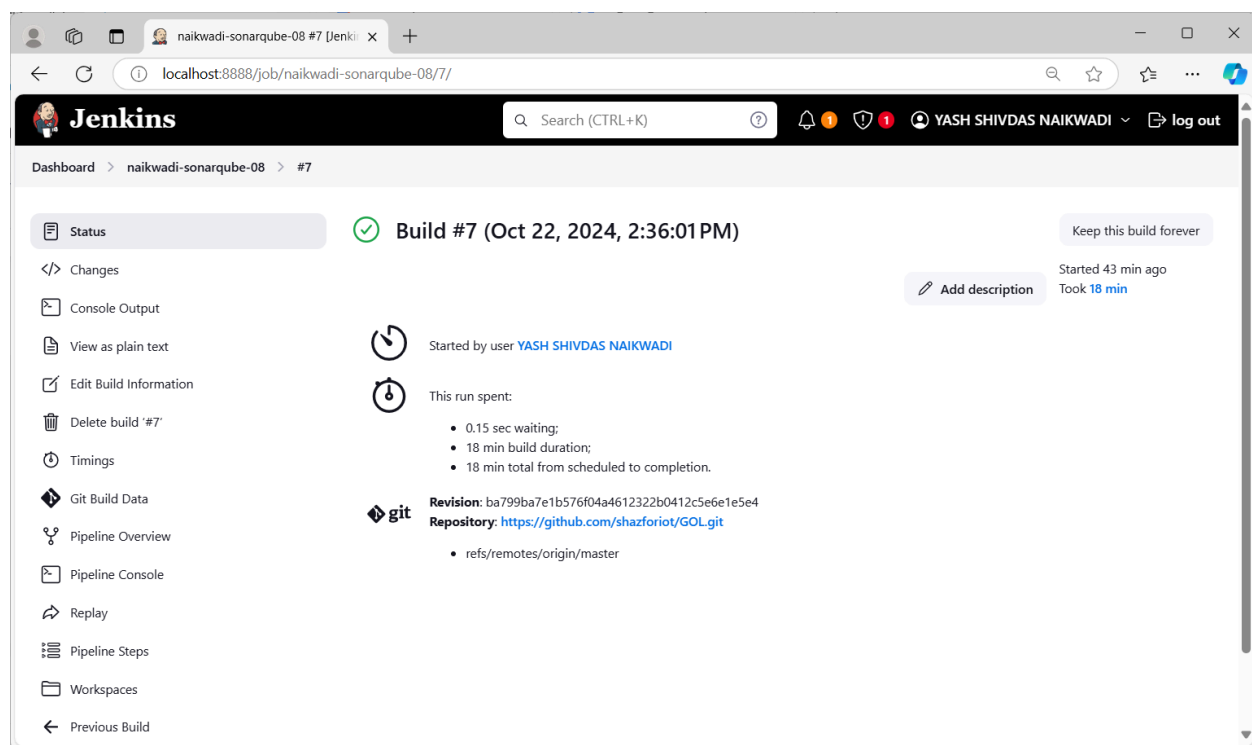 naikwadi-sonarqube-08 #7 [Jenki
localhost:8888/job/naikwadi-sonarqube-08/7/
Jenkins
Search (CTRL+K)
1
1
YASH SHIVDAS NAIKWADI
log out
Dashboard > naikwadi-sonarqube-08 > #7
Status
Changes
Console Output
View as plain text
Edit Build Information
Delete build ‘#7’
Timings
Git Build Data
Pipeline Overview
Pipeline Console
Replay
Pipeline Steps
Workspaces
Previous Build
Build #7 (Oct 22, 2024, 2:36:01 PM)
Keep this build forever
Add description
Started 43 min ago
Took 18 min
Started by user YASH SHIVDAS NAIKWADI
This run spent:
• 0.15 sec waiting;
• 18 min build duration;
• 18 min total from scheduled to completion.
git
Revision: ba799ba7e1b576f04a4612322b0412c5e6e1e5e4
Repository: https://github.com/shazforiot/GOL.git
• refs/remotes/origin/master